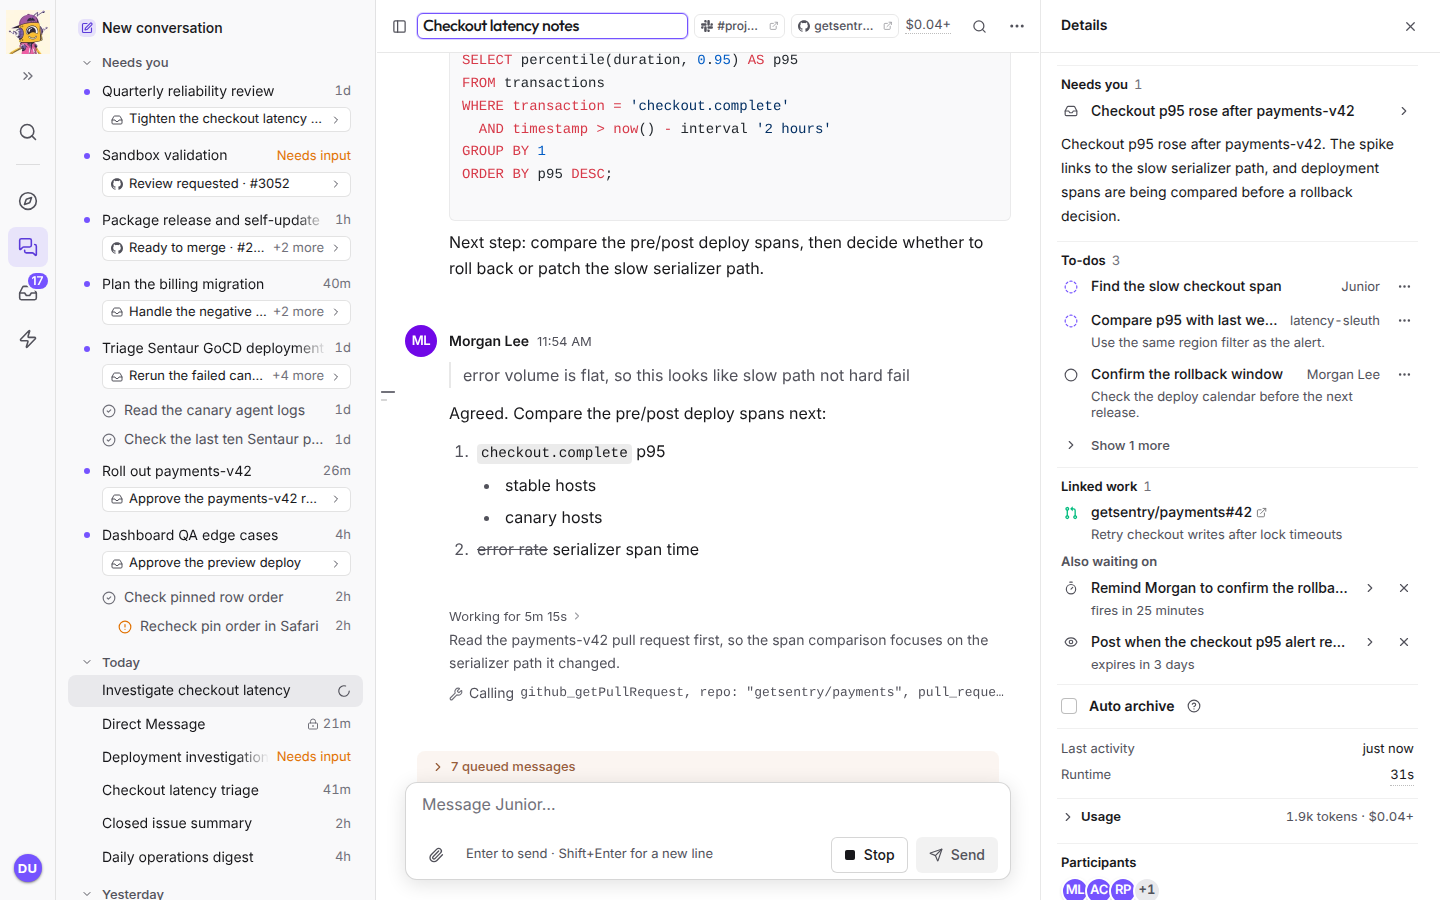 New conversation
Needs you
Quarterly reliability review 1d
Tighten the checkout latency ...
Sandbox validation Needs input
Review requested · #3052
Package release and self-update 1h
Ready to merge · #2... +2 more
Plan the billing migration 40m
Handle the negative ... +2 more
Triage Sentaur GoCD deployment 1d
Rerun the failed can... +4 more
Read the canary agent logs 1d
Check the last ten Sentaur p... 1d
Roll out payments-v42 26m
Approve the payments-v42 r...
Dashboard QA edge cases 4h
Approve the preview deploy
Check pinned row order 2h
Recheck pin order in Safari 2h
Today
Investigate checkout latency
Direct Message 21m
Deployment investigation Needs input
Checkout latency triage 41m
Closed issue summary 2h
Daily operations digest 4h
Yesterday
17
DU
Checkout latency notes
#proj...
getsentr...
$0.04+
SELECT percentile(duration, 0.95) AS p95
FROM transactions
WHERE transaction = 'checkout.complete'
AND timestamp > now() - interval '2 hours'
GROUP BY 1
ORDER BY p95 DESC;
Next step: compare the pre/post deploy spans, then decide whether to
roll back or patch the slow serializer path.
ML
Morgan Lee 11:54 AM
error volume is flat, so this looks like slow path not hard fail
Agreed. Compare the pre/post deploy spans next:
1. checkout.complete p95
• stable hosts
• canary hosts
2. error rate serializer span time
Working for 5m 15s
Read the payments-v42 pull request first, so the span comparison focuses on the
serializer path it changed.
Calling github_getPullRequest, repo: "getsentry/payments", pull_reque...
7 queued messages
Message Junior...
Enter to send · Shift+Enter for a new line
Stop
Send
Details
Needs you 1
Checkout p95 rose after payments-v42
Checkout p95 rose after payments-v42. The spike
links to the slow serializer path, and deployment
spans are being compared before a rollback
decision.
To-dos 3
Find the slow checkout span Junior
Compare p95 with last we... latency-sleuth
Use the same region filter as the alert.
Confirm the rollback window Morgan Lee
Check the deploy calendar before the next
release.
Show 1 more
Linked work 1
getsentry/payments#42
Retry checkout writes after lock timeouts
Also waiting on
Remind Morgan to confirm the rollba...
fires in 25 minutes
Post when the checkout p95 alert re...
expires in 3 days
Auto archive
Last activity just now
Runtime 31s
Usage 1.9k tokens · $0.04+
Participants
ML AC RP +1